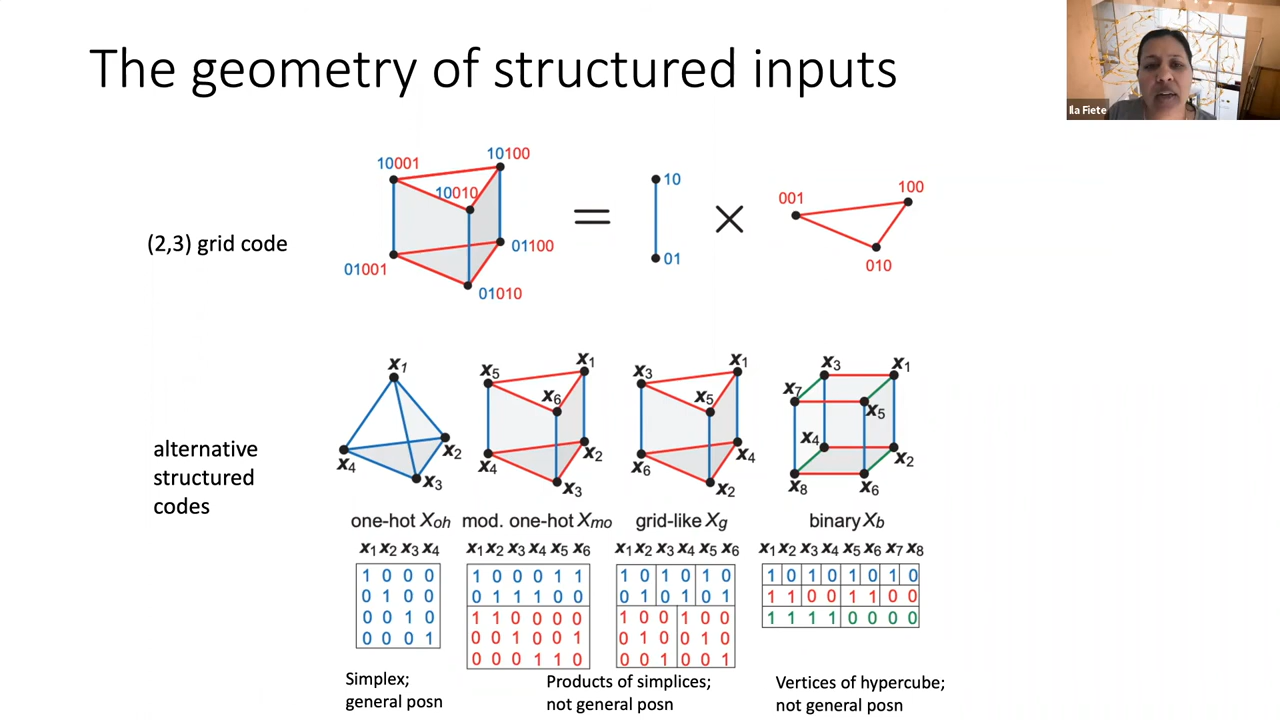 The geometry of structured inputs
Ila Fiete
(2,3) grid code
10001
10100
10010
01100
01001
01010
=
10
01
×
001
100
010
alternative
structured
codes
x1
x2
x3
x4
x5
x1
x6
x4
x2
x3
x3
x1
x5
x6
x4
x2
x3
x1
x7
x5
x4
x2
x8
x6
one-hot Xoh
mod. one-hot Xmo
grid-like Xg
binary Xb
x1 x2 x3 x4
1 0 0 0
0 1 0 0
0 0 1 0
0 0 0 1
x1 x2 x3 x4 x5 x6
1 0 0 0 1 1
0 1 1 1 0 0
1 1 0 0 0 0
0 0 1 0 0 1
0 0 0 1 1 0
x1 x2 x3 x4 x5 x6
1 0 1 0 1 0
0 1 0 1 0 1
1 0 0 1 0 0
0 1 0 0 1 0
0 0 1 0 0 1
x1 x2 x3 x4 x5 x6 x7 x8
1 0 1 0 1 0 1 0
1 1 0 0 1 1 0 0
1 1 1 1 0 0 0 0
Simplex;
general posn
Products of simplices;
not general posn
Vertices of hypercube;
not general posn